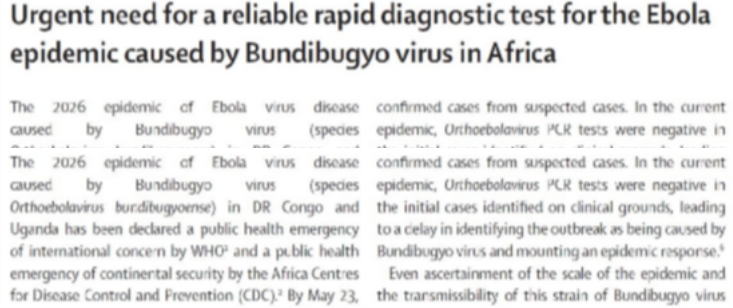 Urgent need for a reliable rapid diagnostic test for the Ebola
epidemic caused by Bundibugyo virus in Africa
The 2026 epidemic of Ebola virus disease
caused by Bundibugyo virus (species
The 2026 epidemic of Ebola virus disease
caused by Bundibugyo virus (species
Orthoebolavirus bundibugyoense) in DR Congo and
Uganda has been declared a public health emergency
of international concern by WHO¹ and a public health
emergency of continental security by the Africa Centres
for Disease Control and Prevention (CDC).² By May 23,
confirmed cases from suspected cases. In the current
epidemic, Orthoebolavirus PCR tests were negative in
confirmed cases from suspected cases. In the current
epidemic, Orthoebolavirus PCR tests were negative in
the initial cases identified on clinical grounds, leading
to a delay in identifying the outbreak as being caused by
Bundibugyo virus and mounting an epidemic response.⁶
Even ascertainment of the scale of the epidemic and
the transmissibility of this strain of Bundibugyo virus